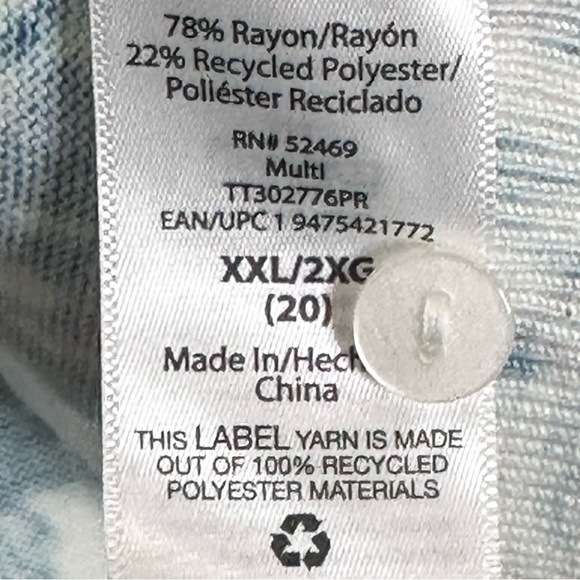 78% Rayon/Rayón
22% Recycled Polyester/
Poliéster Reciclado
RN# 52469
Multi
TT302776PR
EAN/UPC 1 9475421772
XXL/2XG
(20)
Made In/Hech
China
THIS LABEL YARN IS MADE
OUT OF 100% RECYCLED
POLYESTER MATERIALS